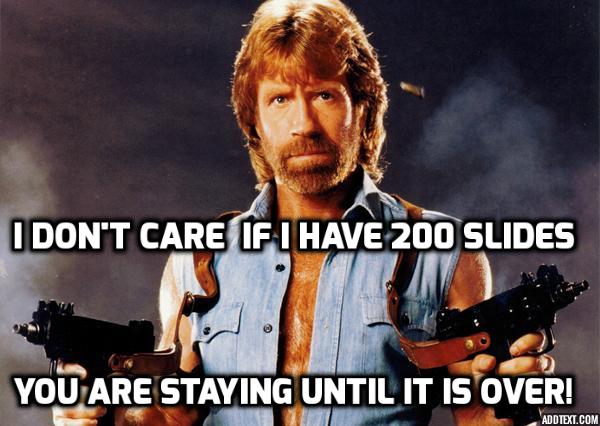 I DON'T CARE  IF I HAVE 200 SLIDES
YOU ARE STAYING UNTIL IT IS OVER!
ADDTEXT.COM